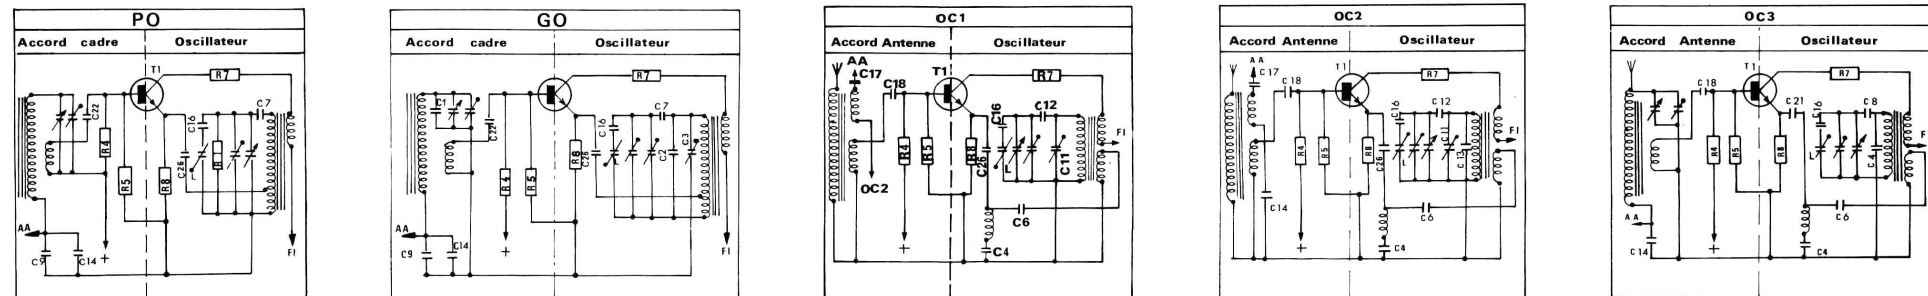 PO
Accord cadre Oscillateur
T1
R7
C22
R4
C16
C7
C26
L
R
R5
R8
AA
C9
C14
+
FI
GO
Accord cadre Oscillateur
R7
C1
C22
C7
C16
C3
R8
C26
C2
R4
R5
AA
C9
C14
+
FI
OC1
Accord Antenne Oscillateur
AA
C17
C18
T1
R7
C16
C12
FI
R4
R5
R8
C26
L
C11
OC2
C6
+
C4
OC2
Accord Antenne Oscillateur
AA
C17
C18
T1
R7
C16
C12
C11
FI
R4
R5
R8
C26
L
C13
C14
C6
+
C4
OC3
Accord Antenne Oscillateur
T1
R7
C18
C21
C16
C8
F
R4
R5
R8
L
C4
AA
C6
C14
+
C4